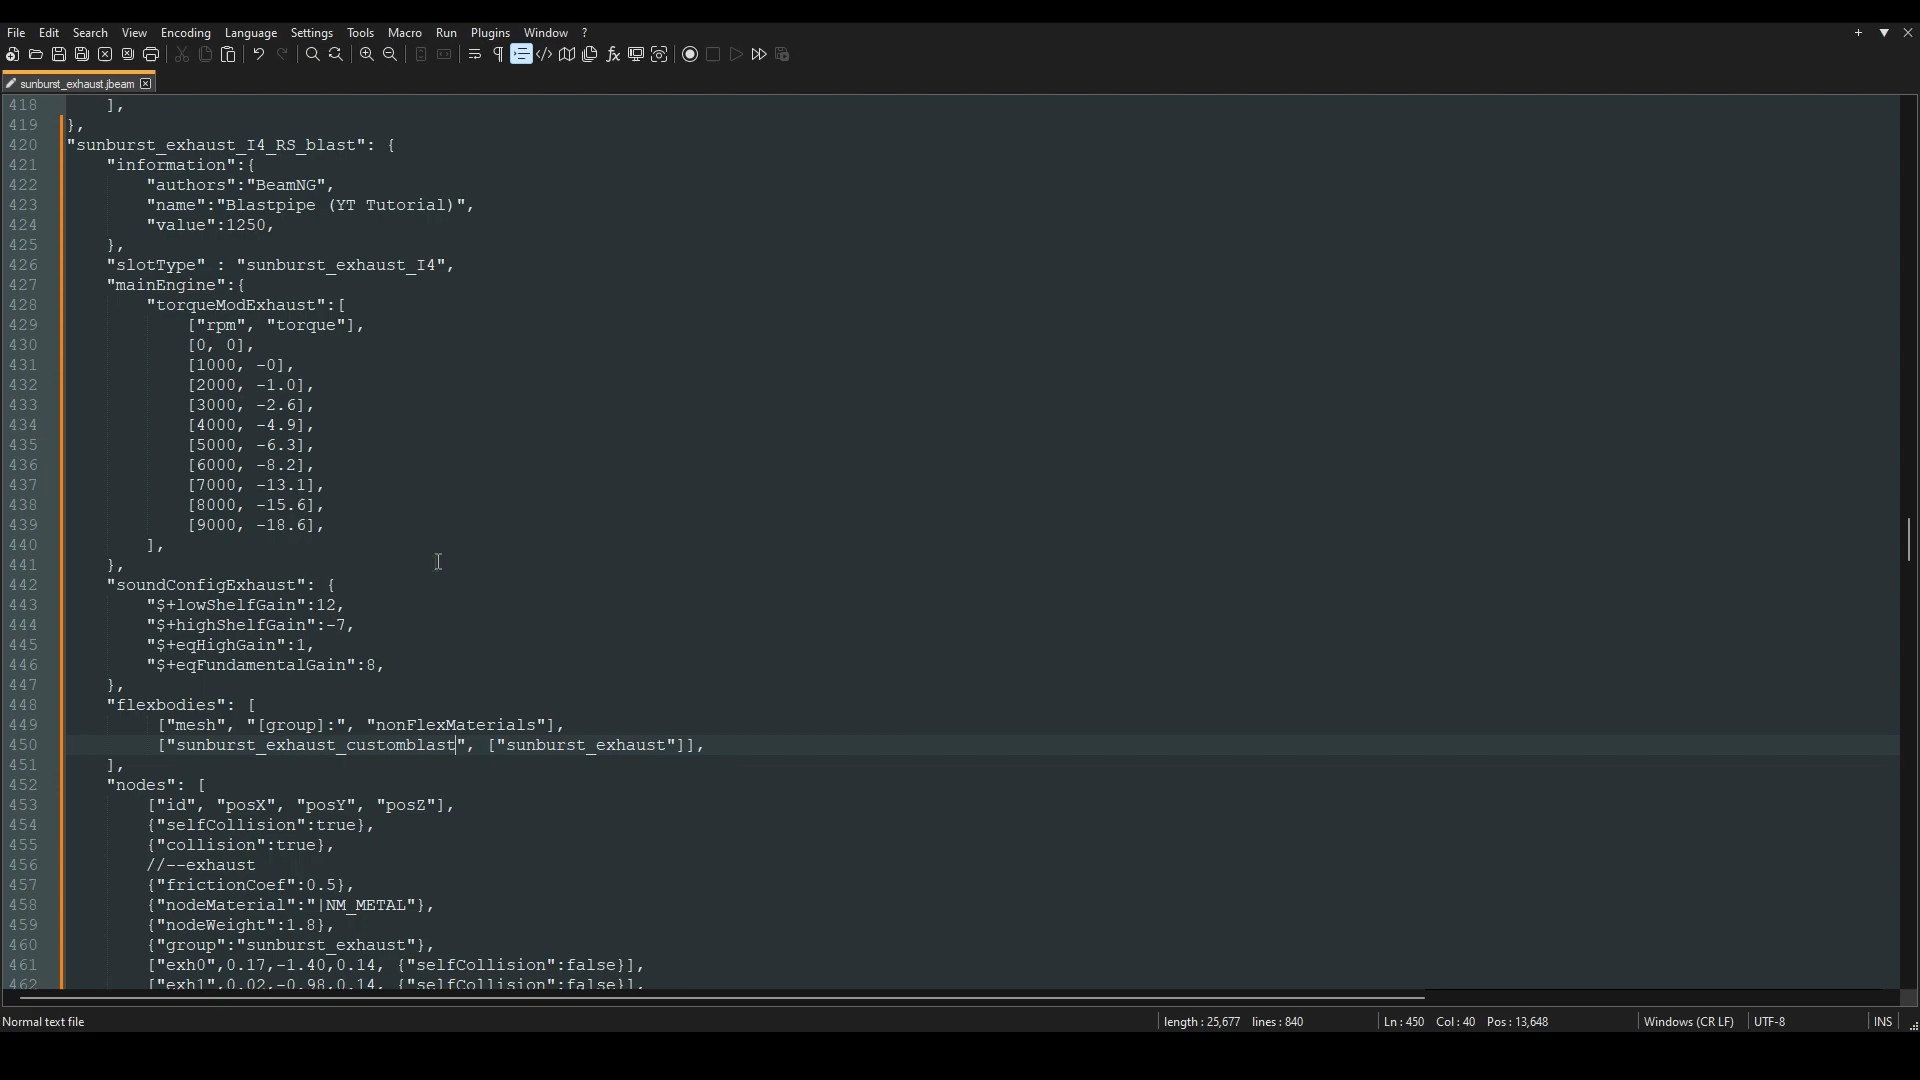 File Edit Search View Encoding Language Settings Tools Macro Run Plugins Window ?
sunburst_exhaust.jbeam
418 ],
419 },
420 "sunburst_exhaust_I4_RS_blast": {
421 "information":{
422 "authors":"BeamNG",
423 "name":"Blastpipe (YT Tutorial)",
424 "value":1250,
425 },
426 "slotType" : "sunburst_exhaust_I4",
427 "mainEngine":{
428 "torqueModExhaust":[
429 ["rpm", "torque"],
430 [0, 0],
431 [1000, -0],
432 [2000, -1.0],
433 [3000, -2.6],
434 [4000, -4.9],
435 [5000, -6.3],
436 [6000, -8.2],
437 [7000, -13.1],
438 [8000, -15.6],
439 [9000, -18.6],
440 ],
441 },
442 "soundConfigExhaust": {
443 "$+lowShelfGain":12,
444 "$+highShelfGain":-7,
445 "$+eqHighGain":1,
446 "$+eqFundamentalGain":8,
447 },
448 "flexbodies": [
449 ["mesh", "[group]:", "nonFlexMaterials"],
450 ["sunburst_exhaust_customblast", ["sunburst_exhaust"]],
451 ],
452 "nodes": [
453 ["id", "posX", "posY", "posZ"],
454 {"selfCollision":true},
455 {"collision":true},
456 //--exhaust
457 {"frictionCoef":0.5},
458 {"nodeMaterial":"|NM_METAL"},
459 {"nodeWeight":1.8},
460 {"group":"sunburst_exhaust"},
461 ["exh0",0.17,-1.40,0.14, {"selfCollision":false}],
462 ["exh1",0.02,-0.98,0.14, {"selfCollision":false}],
Normal text file length : 25,677 lines : 840 Ln : 450 Col : 40 Pos : 13,648 Windows (CR LF) UTF-8 INS